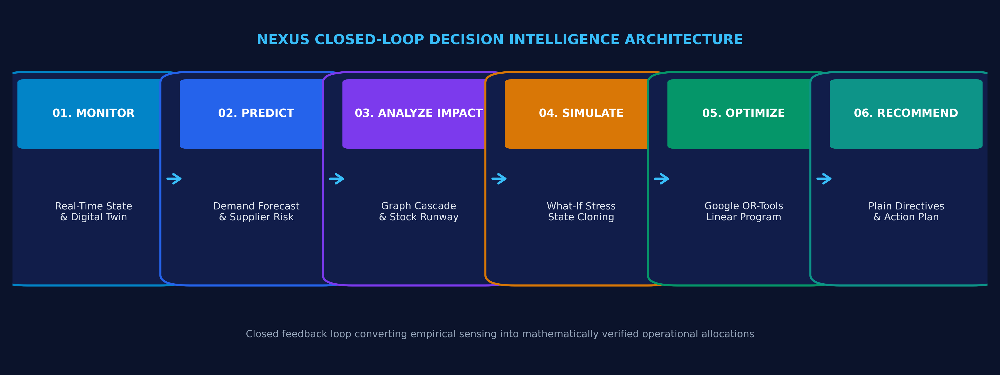 NEXUS CLOSED-LOOP DECISION INTELLIGENCE ARCHITECTURE
01. MONITOR
Real-Time State
& Digital Twin
02. PREDICT
Demand Forecast
& Supplier Risk
03. ANALYZE IMPACT
Graph Cascade
& Stock Runway
04. SIMULATE
What-If Stress
State Cloning
05. OPTIMIZE
Google OR-Tools
Linear Program
06. RECOMMEND
Plain Directives
& Action Plan
Closed feedback loop converting empirical sensing into mathematically verified operational allocations